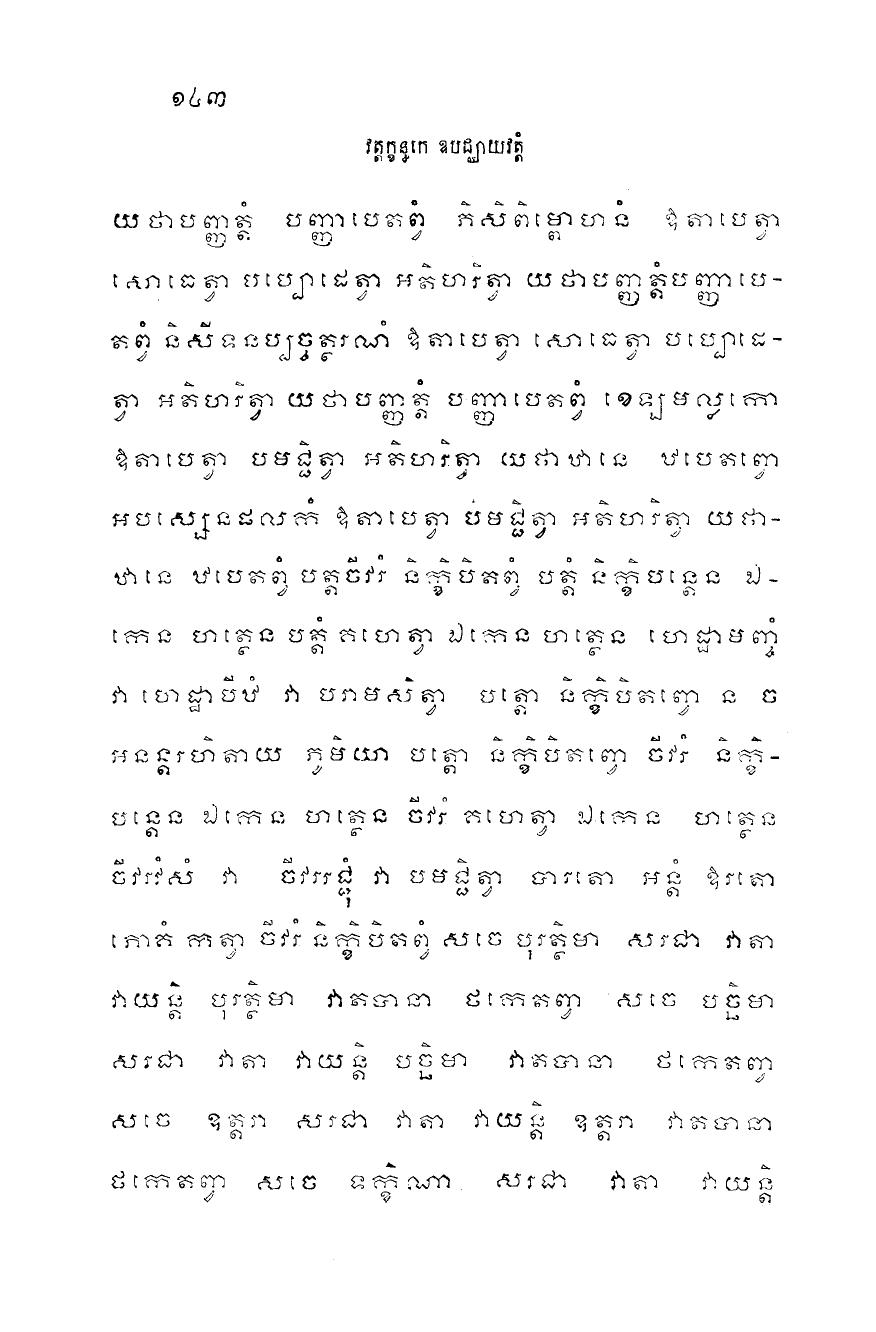 ១៤៣
វត្តក្ខន្ធកេ ឧបជ្ឈាយវត្តំ
យថាបញ្ញត្តំ បញ្ញាបេតព្វំ ភិសិពិម្ពោហនំ ឱតាបេត្វា
សោធេត្វា បប្បោដេត្វា អតិហរិត្វា យថាបញ្ញត្តំបញ្ញាបេ-
តព្វំ និសីទនប្បច្ចត្ថរណំ ឱតាបេត្វា សោធេត្វា បប្បោដេ-
ត្វា អតិហរិត្វា យថាបញ្ញត្តំ បញ្ញាបេតព្វំ ខេឡមល្លកោ
ឱតាបេត្វា បមជ្ជិត្វា អតិហរិត្វា យថាឋានេ ឋបេតព្វោ
អបស្សេនផលកំ ឱតាបេត្វា បមជ្ជិត្វា អតិហរិត្វា យថា-
ឋានេ ឋបេតព្វំ បត្តចីវរំ និក្ខិបិតព្វំ បត្តំ និក្ខិបន្តេន ឯ-
កេន ហត្ថេន បត្តំ គហេត្វា ឯកេន ហត្ថេន ហេដ្ឋាមញ្ចំ
វា ហេដ្ឋាបីឋំ វា បរាមសិត្វា បត្តោ និក្ខិបិតព្វោ ន ច
អនន្តរហិតាយ ភូមិយា បត្តោ និក្ខិបិតព្វោ ចីវរំ និក្ខិ-
បន្តេន ឯកេន ហត្ថេន ចីវរំ គហេត្វា ឯកេន ហត្ថេន
ចីវរវំសំ វា ចីវររជ្ជុំ វា បមជ្ជិត្វា បារតោ អន្តំ ឱរតោ
ភោគំ កត្វា ចីវរំ និក្ខិបិតព្វំ សចេ បុរត្ថិមា សរជា វាតា
វាយន្តិ បុរត្ថិមា វាតបានា ថកេតព្វា សចេ បច្ឆិមា
សរជា វាតា វាយន្តិ បច្ឆិមា វាតបានា ថកេតព្វា
សចេ ឧត្តរា សរជា វាតា វាយន្តិ ឧត្តរា វាតបានា
ថកេតព្វា សចេ ទក្ខិណា សរជា វាតា វាយន្តិ